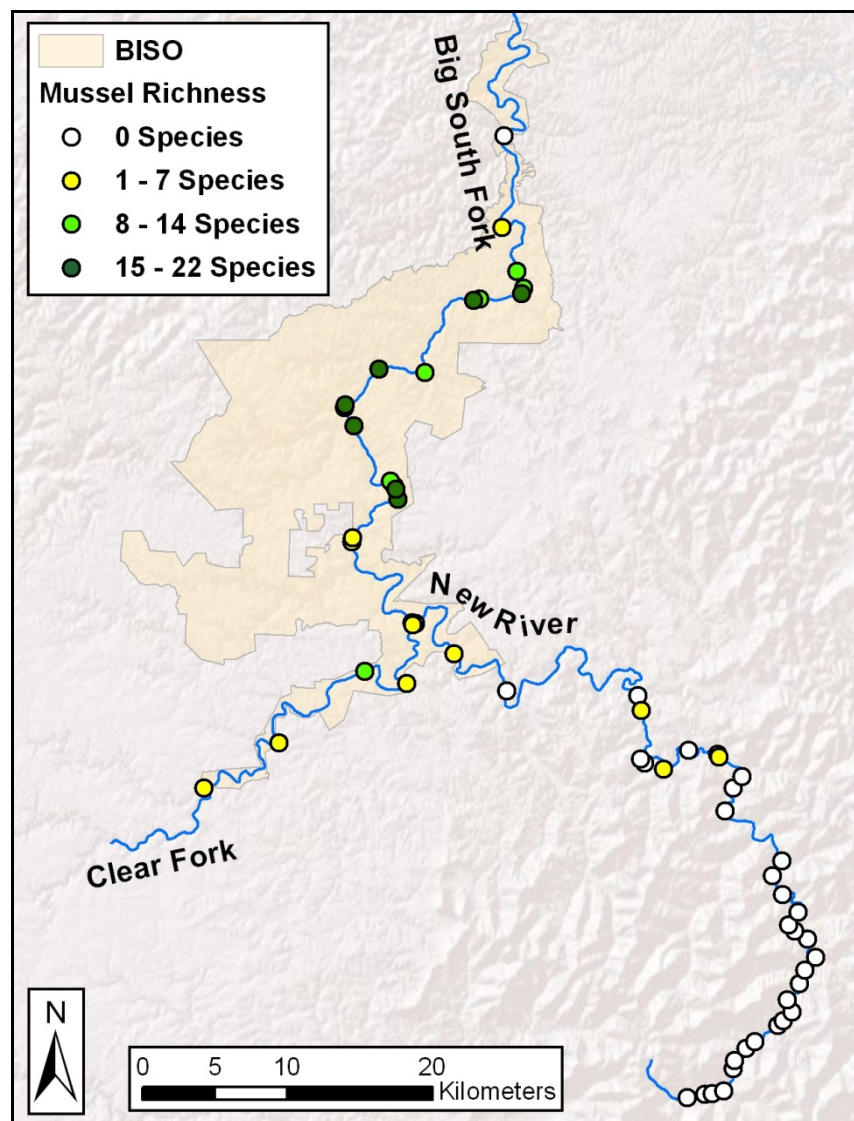 BISO
Mussel Richness
0 Species
1 - 7 Species
8 - 14 Species
15 - 22 Species
Big South Fork
New River
Clear Fork
N
0 5 10 20
Kilometers